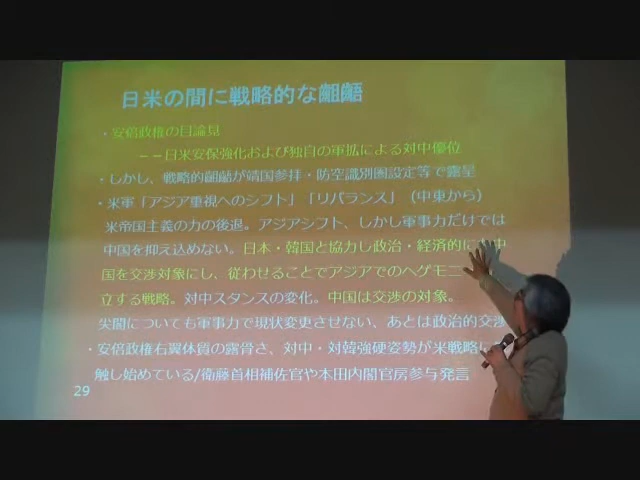 日米の間に戦略的な齟齬
・安倍政権の目論見
－－日米安保強化および独自の軍拡による対中優位
・しかし、戦略的齟齬が靖国参拝・防空識別圏設定等で露呈
・米軍「アジア重視へのシフト」「リバランス」（中東から）
米帝国主義の力の後退。アジアシフト、しかし軍事力だけでは
中国を抑え込めない。日本・韓国と協力し政治・経済的に 中
国を交渉対象にし、従わせることでアジアでのヘゲモニ
立する戦略。対中スタンスの変化。中国は交渉の対象。
尖閣についても軍事力で現状変更させない、あとは政治的交渉
・安倍政権右翼体質の露骨さ、対中・対韓強硬姿勢が米戦略に
触し始めている/衛藤首相補佐官や本田内閣官房参与発言
29